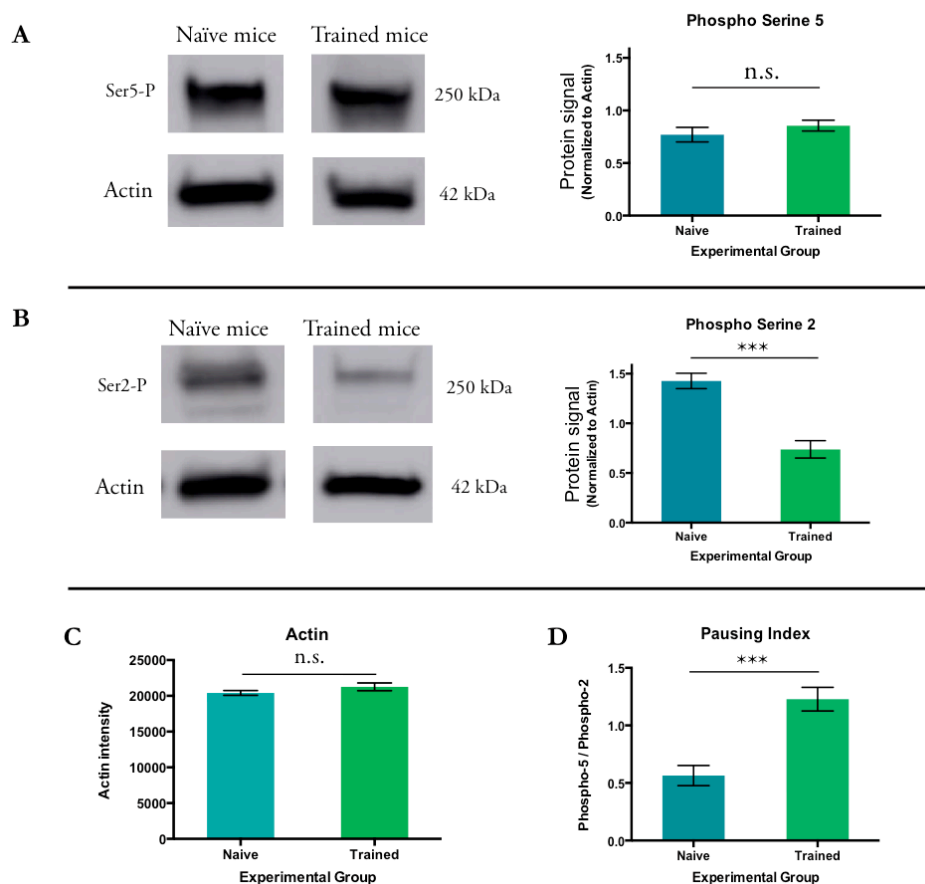 A
Naïve mice
Trained mice
Ser5-P
250 kDa
Actin
42 kDa
Phospho Serine 5
n.s.
Protein signal
(Normalized to Actin)
1.5
1.0
0.5
0.0
Naive
Trained
Experimental Group
B
Naïve mice
Trained mice
Ser2-P
250 kDa
Actin
42 kDa
Phospho Serine 2
***
Protein signal
(Normalized to Actin)
1.5
1.0
0.5
0.0
Naive
Trained
Experimental Group
C
Actin
n.s.
Actin intensity
25000
20000
15000
10000
5000
0
Naive
Trained
Experimental Group
D
Pausing Index
***
Phospho-5 / Phospho-2
1.5
1.0
0.5
0.0
Naive
Trained
Experimental Group